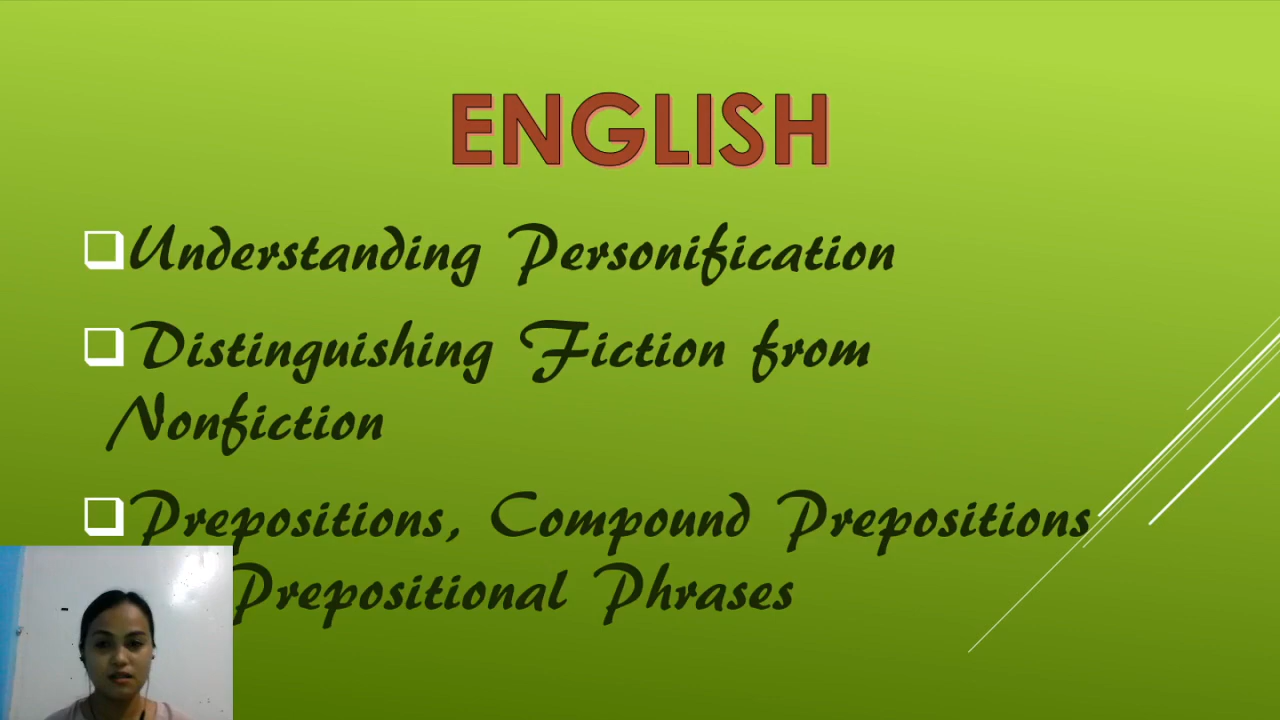 ENGLISH
Understanding Personification
Distinguishing Fiction from
Nonfiction
Prepositions, Compound Prepositions
Prepositional Phrases